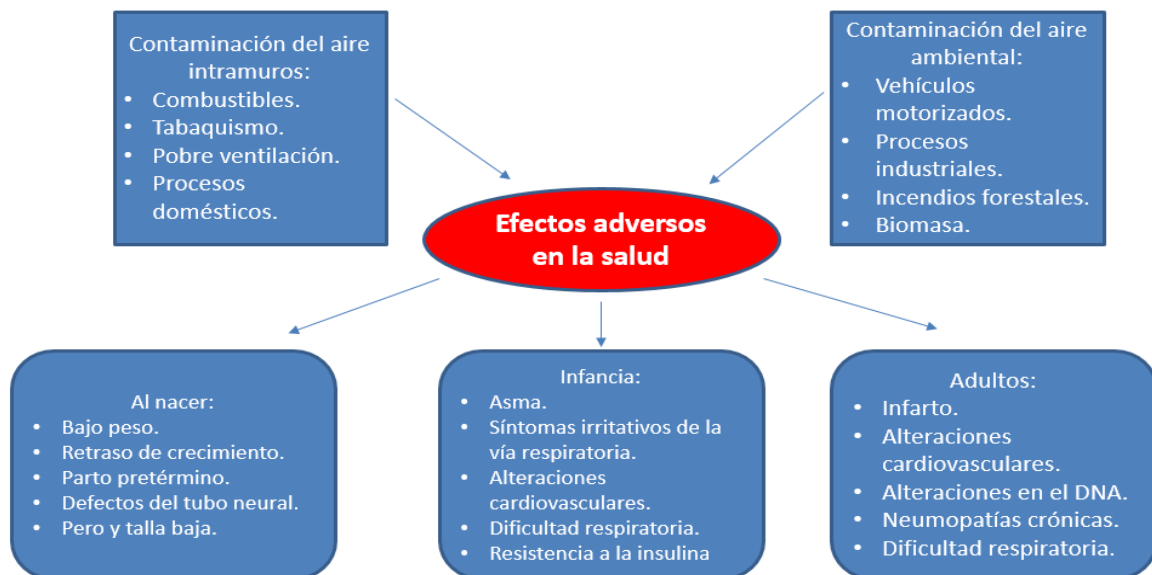 Contaminación del aire
intramuros:
• Combustibles.
• Tabaquismo.
• Pobre ventilación.
• Procesos
domésticos.
Contaminación del aire
ambiental:
• Vehículos
motorizados.
• Procesos
industriales.
• Incendios forestales.
• Biomasa.
Efectos adversos
en la salud
Al nacer:
• Bajo peso.
• Retraso de crecimiento.
• Parto pretérmino.
• Defectos del tubo neural.
• Pero y talla baja.
Infancia:
• Asma.
• Síntomas irritativos de la
vía respiratoria.
• Alteraciones
cardiovasculares.
• Dificultad respiratoria.
• Resistencia a la insulina
Adultos:
• Infarto.
• Alteraciones
cardiovasculares.
• Alteraciones en el DNA.
• Neumopatías crónicas.
• Dificultad respiratoria.